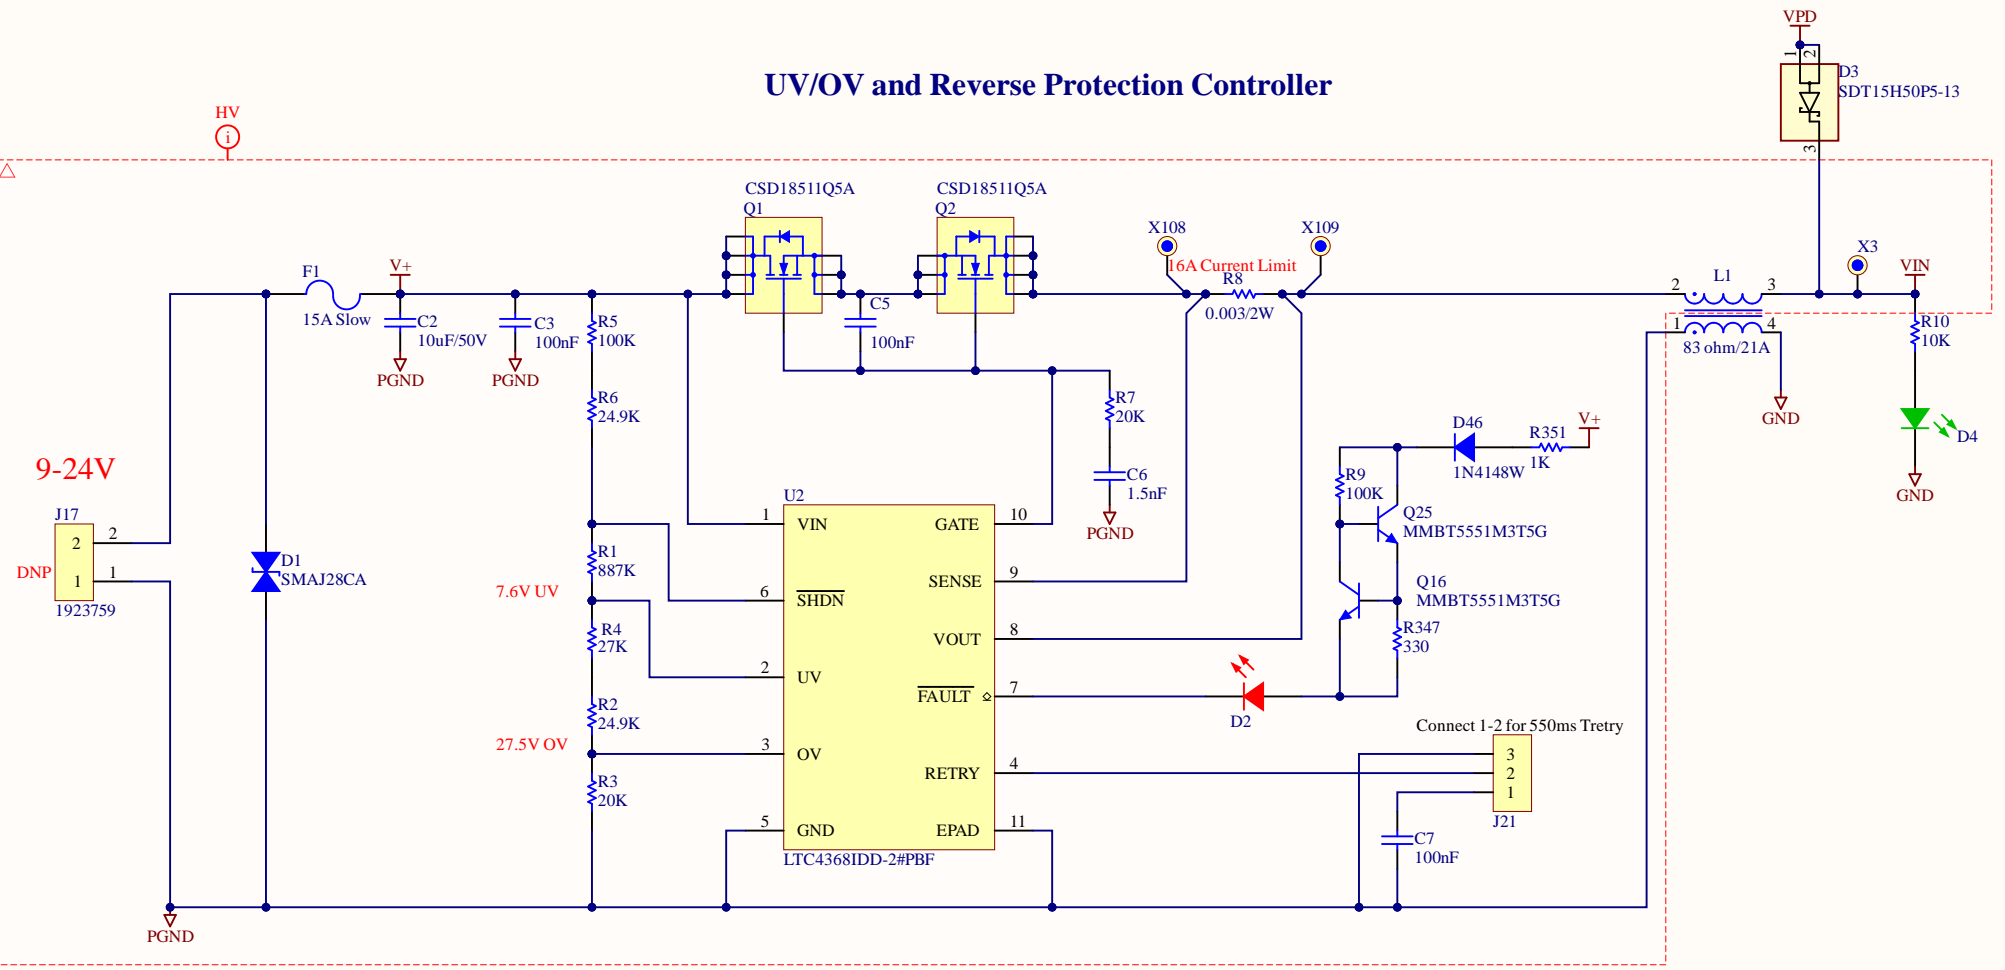 VPD
1
2
D3
SDT15H50P5-13
3
UV/OV and Reverse Protection Controller
HV
i
CSD18511Q5A
Q1
CSD18511Q5A
Q2
X108
X109
16A Current Limit
R8
0.003/2W
X3
VIN
F1
15A Slow
V+
C2
10uF/50V
PGND
C3
100nF
PGND
R5
100K
C5
100nF
2
L1
3
1
4
83 ohm/21A
GND
R10
10K
D4
GND
R6
24.9K
R7
20K
C6
1.5nF
PGND
D46
1N4148W
R351
1K
V+
R9
100K
Q25
MMBT5551M3T5G
Q16
MMBT5551M3T5G
R347
330
9-24V
J17
2
2
DNP
1
1
1923759
D1
SMAJ28CA
R1
887K
7.6V UV
R4
27K
R2
24.9K
27.5V OV
R3
20K
U2
1
VIN
GATE
10
SENSE
9
6
SHDN
VOUT
8
2
UV
FAULT
7
3
OV
RETRY
4
5
GND
EPAD
11
LTC4368IDD-2#PBF
D2
Connect 1-2 for 550ms Tretry
3
2
1
J21
C7
100nF
PGND